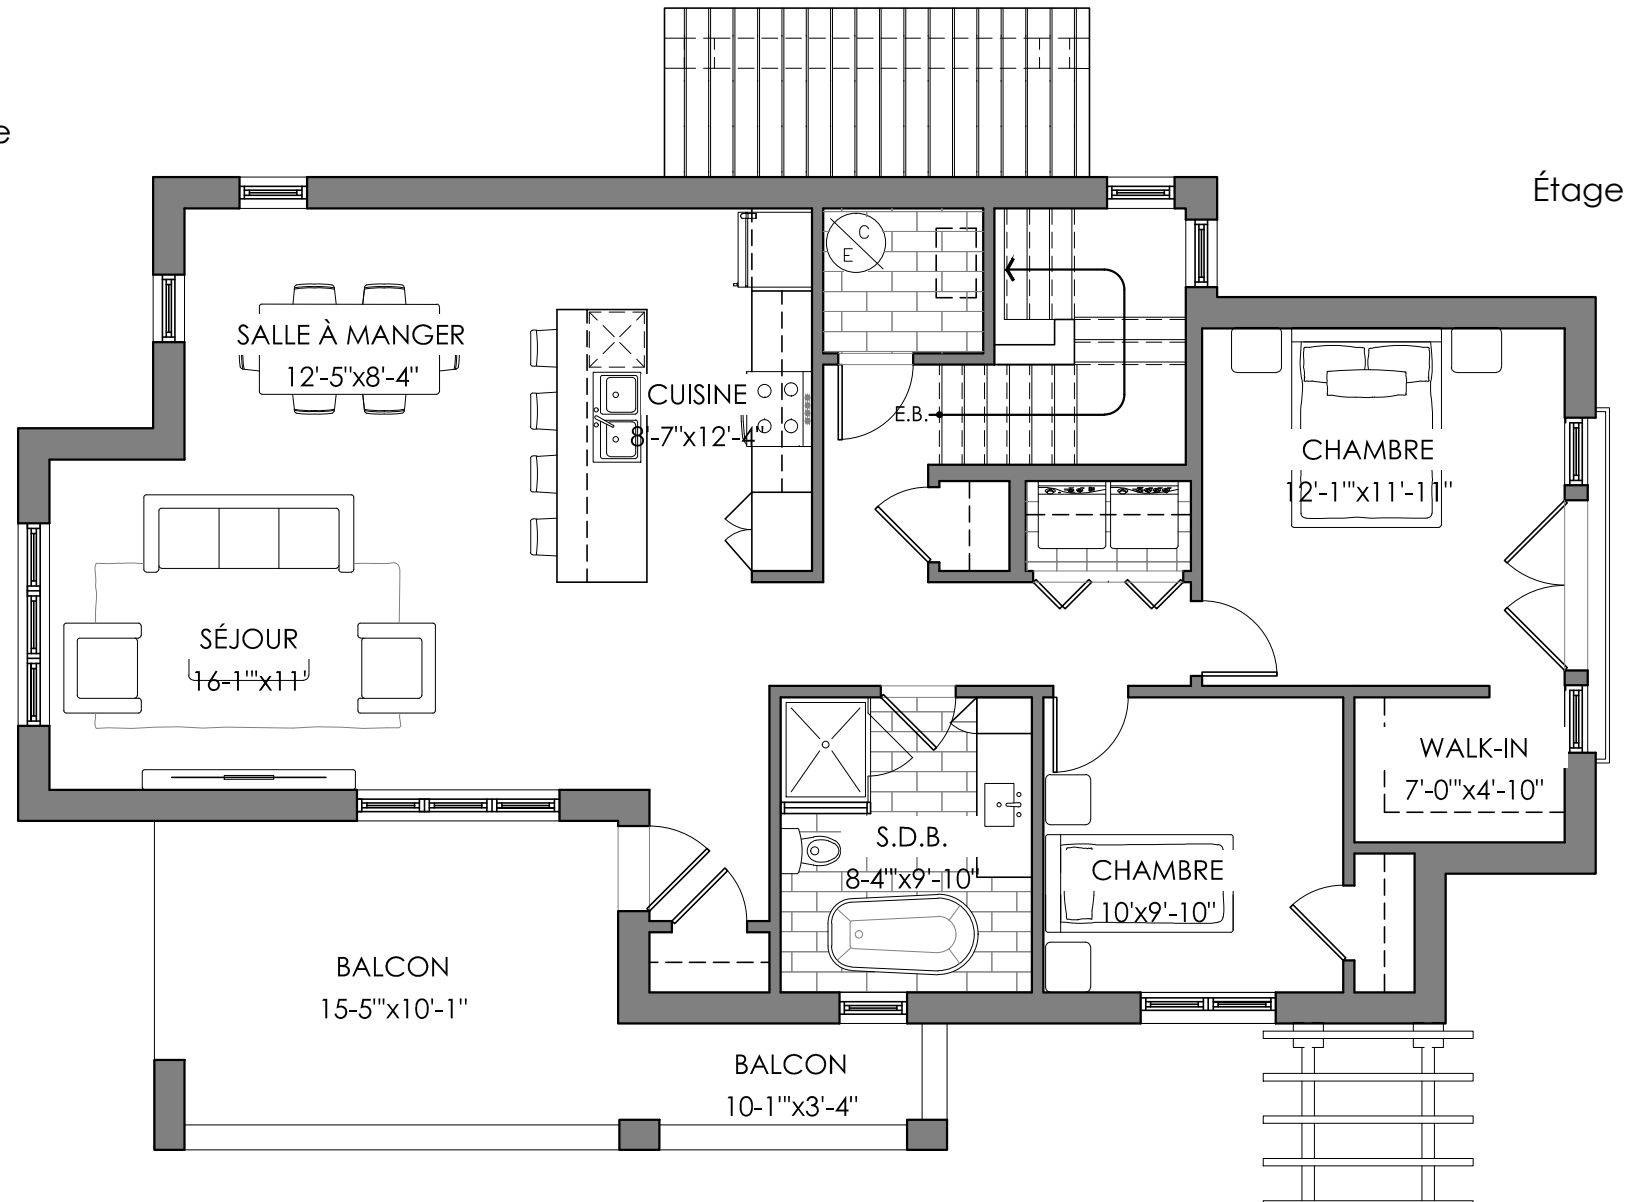 e
Étage
C
E
SALLE À MANGER
12'-5"x8'-4"
CUISINE
8'-7"x12'-4"
E.B.
CHAMBRE
12'-1'"x11'-11"
SÉJOUR
16-1'"x11'
WALK-IN
7'-0'"x4'-10"
S.D.B.
8-4'"x9'-10"
CHAMBRE
10'x9'-10"
BALCON
15-5'"x10'-1"
BALCON
10-1'"x3'-4"